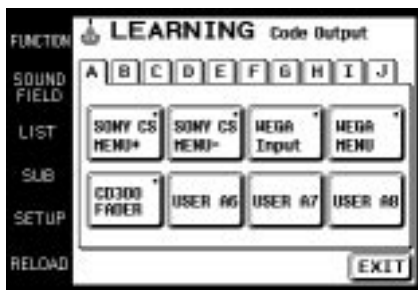 LEARNING Code Output
FUNCTION
SOUND
FIELD
LIST
SUB
SETUP
RELOAD
A B C D E F G H I J
SONY CS
MENU+
SONY CS
MENU-
WEGA
Input
WEGA
MENU
CD300
FADER
USER A6
USER A7
USER A8
EXIT